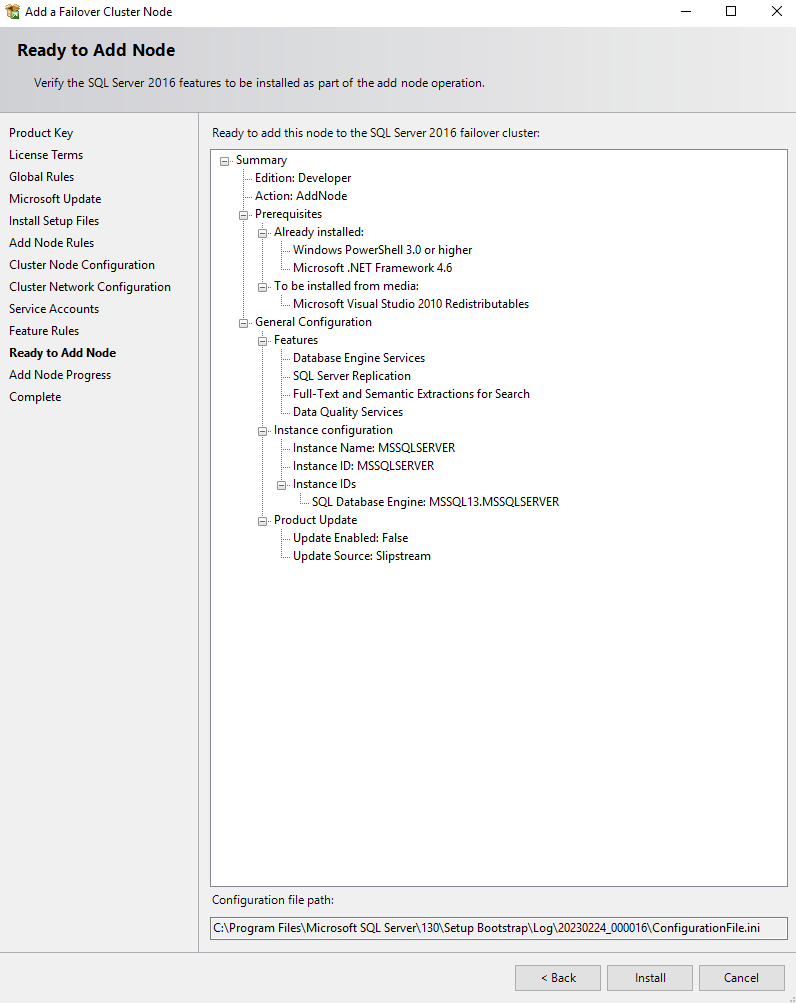 Add a Failover Cluster Node
Ready to Add Node
Verify the SQL Server 2016 features to be installed as part of the add node operation.
Product Key
License Terms
Global Rules
Microsoft Update
Install Setup Files
Add Node Rules
Cluster Node Configuration
Cluster Network Configuration
Service Accounts
Feature Rules
Ready to Add Node
Add Node Progress
Complete
Ready to add this node to the SQL Server 2016 failover cluster:
Summary
Edition: Developer
Action: AddNode
Prerequisites
Already installed:
Windows PowerShell 3.0 or higher
Microsoft .NET Framework 4.6
To be installed from media:
Microsoft Visual Studio 2010 Redistributables
General Configuration
Features
Database Engine Services
SQL Server Replication
Full-Text and Semantic Extractions for Search
Data Quality Services
Instance configuration
Instance Name: MSSQLSERVER
Instance ID: MSSQLSERVER
Instance IDs
SQL Database Engine: MSSQL13.MSSQLSERVER
Product Update
Update Enabled: False
Update Source: Slipstream
Configuration file path:
C:\Program Files\Microsoft SQL Server\130\Setup Bootstrap\Log\20230224_000016\ConfigurationFile.ini
< Back
Install
Cancel